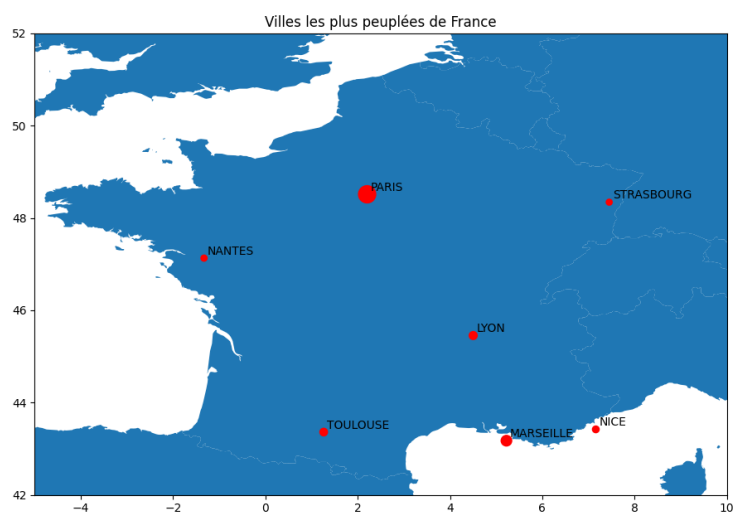 Villes les plus peuplées de France
52
50
48
46
44
42
PARIS
STRASBOURG
NANTES
LYON
TOULOUSE
MARSEILLE
NICE
−4
−2
0
2
4
6
8
10